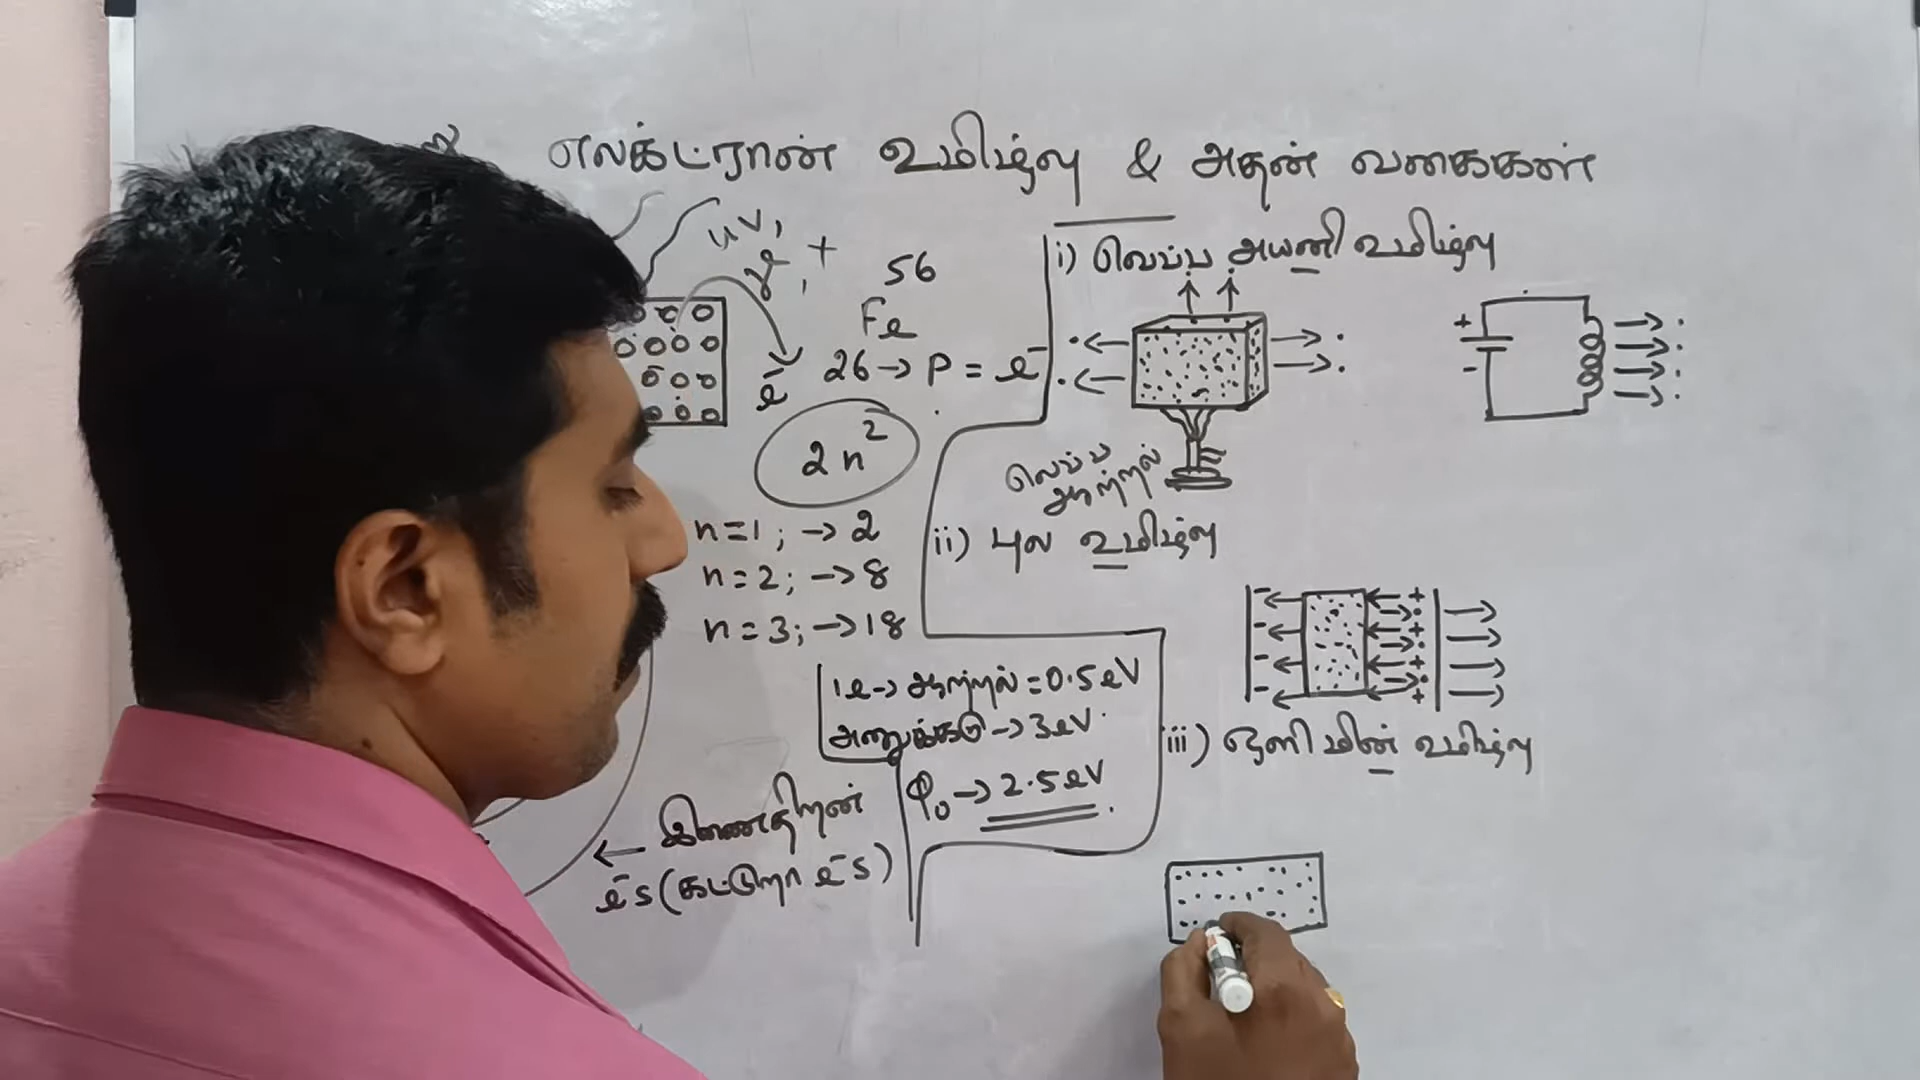 எலக்ட்ரான் உமிழ்வு & அதன் வகைகள்
uv,
γ, +
56
Fe
26 → P = e⁻
e⁻
2n²
n=1; → 2
n=2; → 8
n=3; → 18
1e → ஆற்றல் = 0.5eV
அணுக்கரு → 3eV
φ₀ → 2.5eV
← இணைதிறன்
e⁻s (கட்டுறா e⁻s)
i) வெப்ப அயனி உமிழ்வு
+
-
வெப்ப
ஆற்றல்
ii) புல உமிழ்வு
- +
- +
- +
- +
iii) ஒளிமின் உமிழ்வு